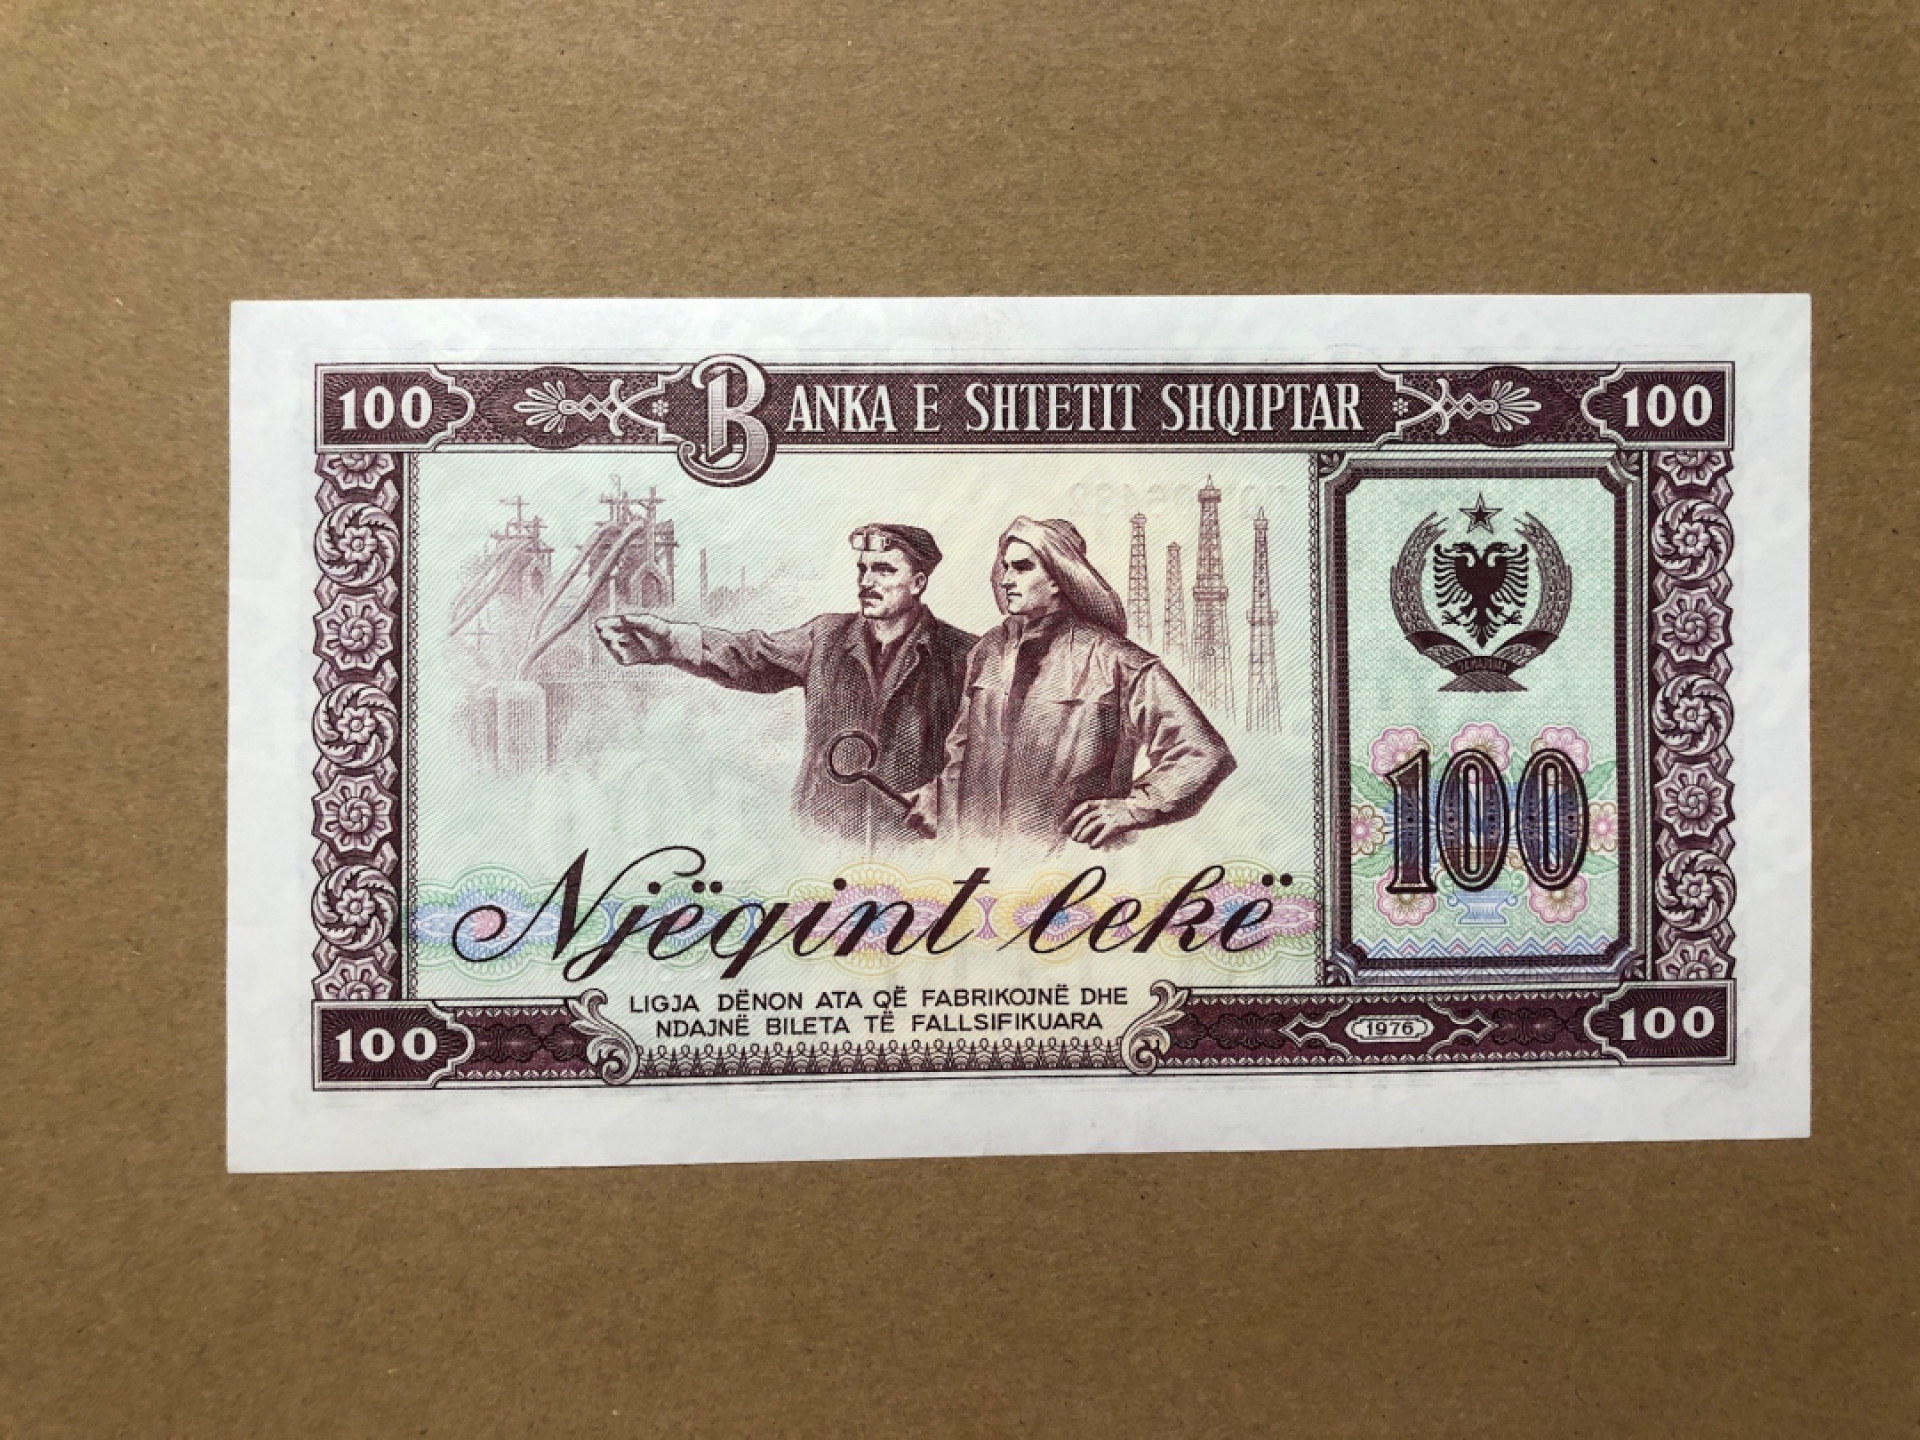 100 BANKA E SHTETIT SHQIPTAR 100
Njëqint lekë
100
LIGJA DËNON ATA QË FABRIKOJNË DHE
NDAJNË BILETA TË FALLSIFIKUARA
100 1976 100